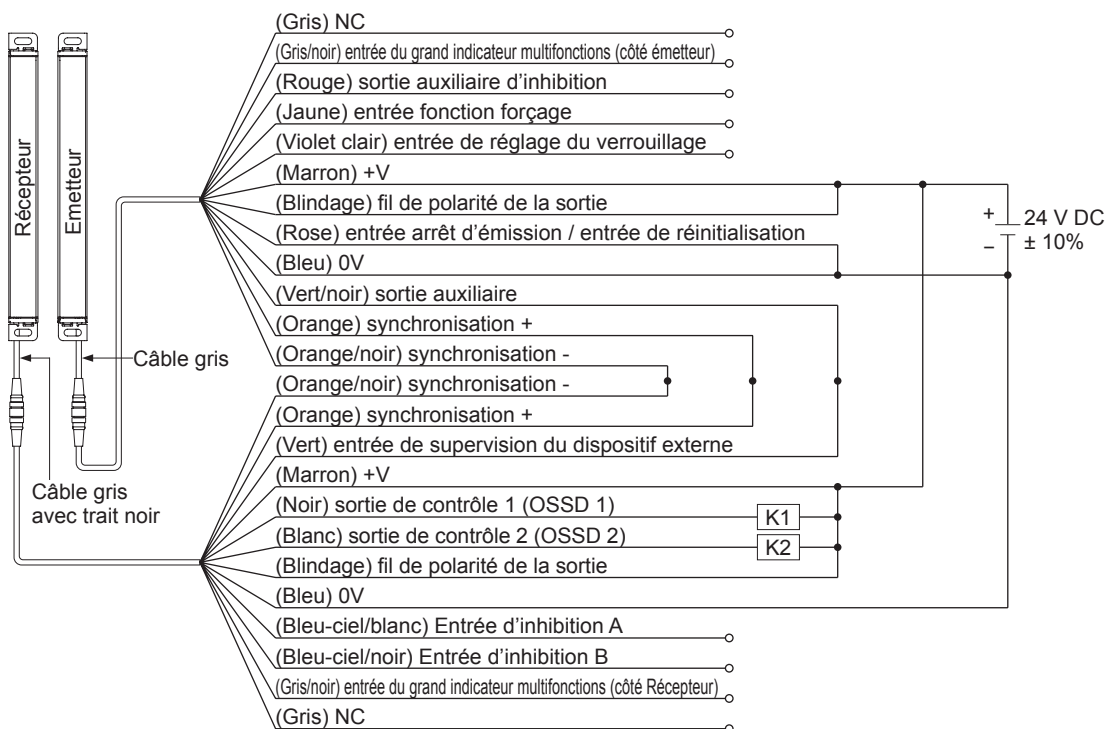 (Gris) NC
(Gris/noir) entrée du grand indicateur multifonctions (côté émetteur)
(Rouge) sortie auxiliaire d'inhibition
(Jaune) entrée fonction forçage
(Violet clair) entrée de réglage du verrouillage
(Marron) +V
(Blindage) fil de polarité de la sortie
(Rose) entrée arrêt d'émission / entrée de réinitialisation
(Bleu) 0V
(Vert/noir) sortie auxiliaire
(Orange) synchronisation +
(Orange/noir) synchronisation -
(Orange/noir) synchronisation -
(Orange) synchronisation +
(Vert) entrée de supervision du dispositif externe
(Marron) +V
(Noir) sortie de contrôle 1 (OSSD 1)
K1
(Blanc) sortie de contrôle 2 (OSSD 2)
K2
(Blindage) fil de polarité de la sortie
(Bleu) 0V
(Bleu-ciel/blanc) Entrée d'inhibition A
(Bleu-ciel/noir) Entrée d'inhibition B
(Gris/noir) entrée du grand indicateur multifonctions (côté Récepteur)
(Gris) NC
Récepteur
Emetteur
Câble gris
Câble gris
avec trait noir
+
24 V DC
−
± 10%